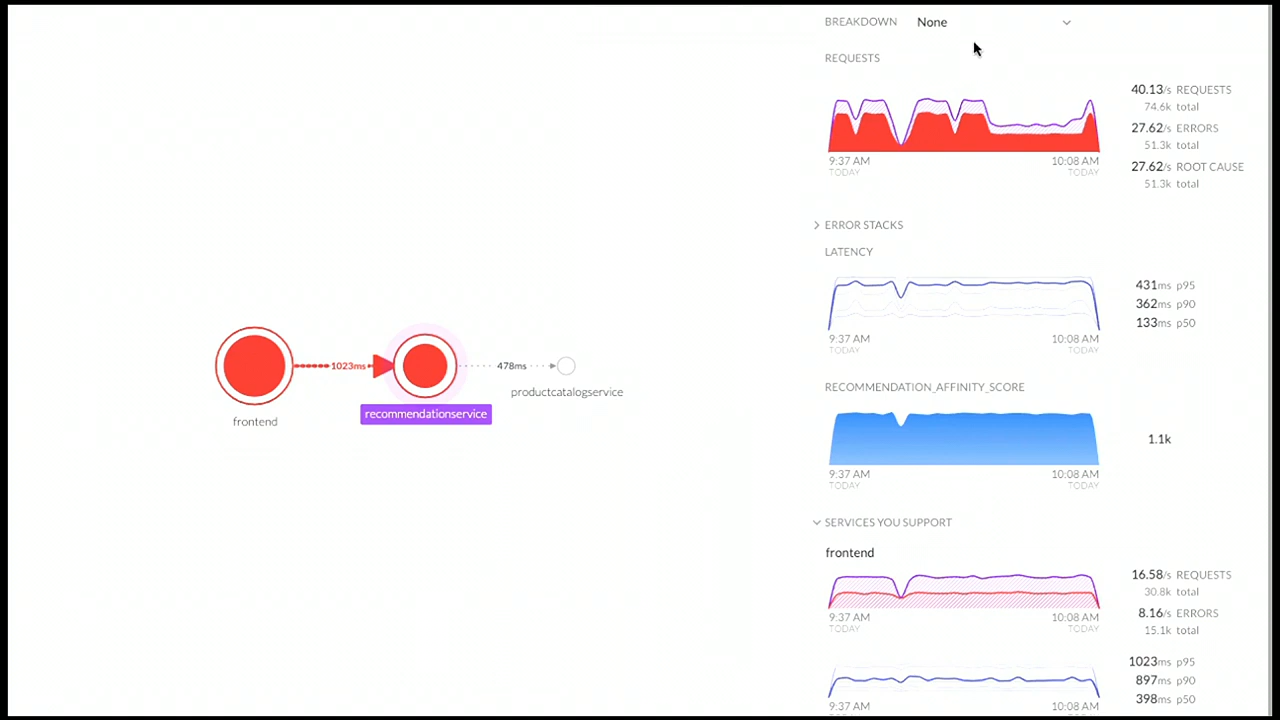 BREAKDOWN None
REQUESTS
40.13/s REQUESTS
74.6k total
27.62/s ERRORS
51.3k total
27.62/s ROOT CAUSE
51.3k total
9:37 AM 10:08 AM
TODAY TODAY
ERROR STACKS
LATENCY
431ms p95
362ms p90
133ms p50
9:37 AM 10:08 AM
TODAY TODAY
1023ms
478ms
frontend
recommendationservice
productcatalogservice
RECOMMENDATION_AFFINITY_SCORE
1.1k
9:37 AM 10:08 AM
TODAY TODAY
SERVICES YOU SUPPORT
frontend
16.58/s REQUESTS
30.8k total
8.16/s ERRORS
15.1k total
9:37 AM 10:08 AM
TODAY TODAY
1023ms p95
897ms p90
398ms p50
9:37 AM 10:08 AM